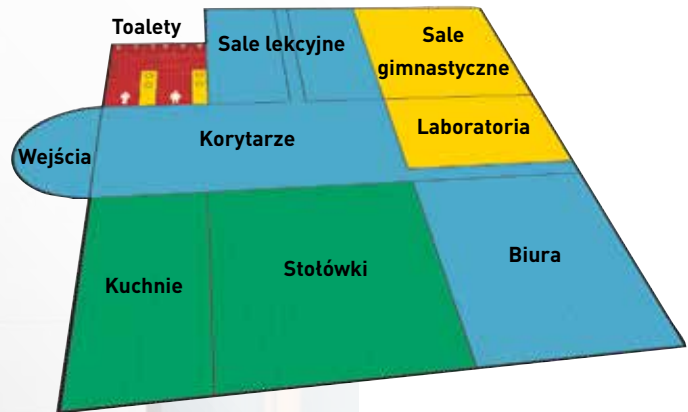 Toalety
Sale lekcyjne
Sale
gimnastyczne
Laboratoria
Korytarze
Wejścia
Kuchnie
Stołówki
Biura